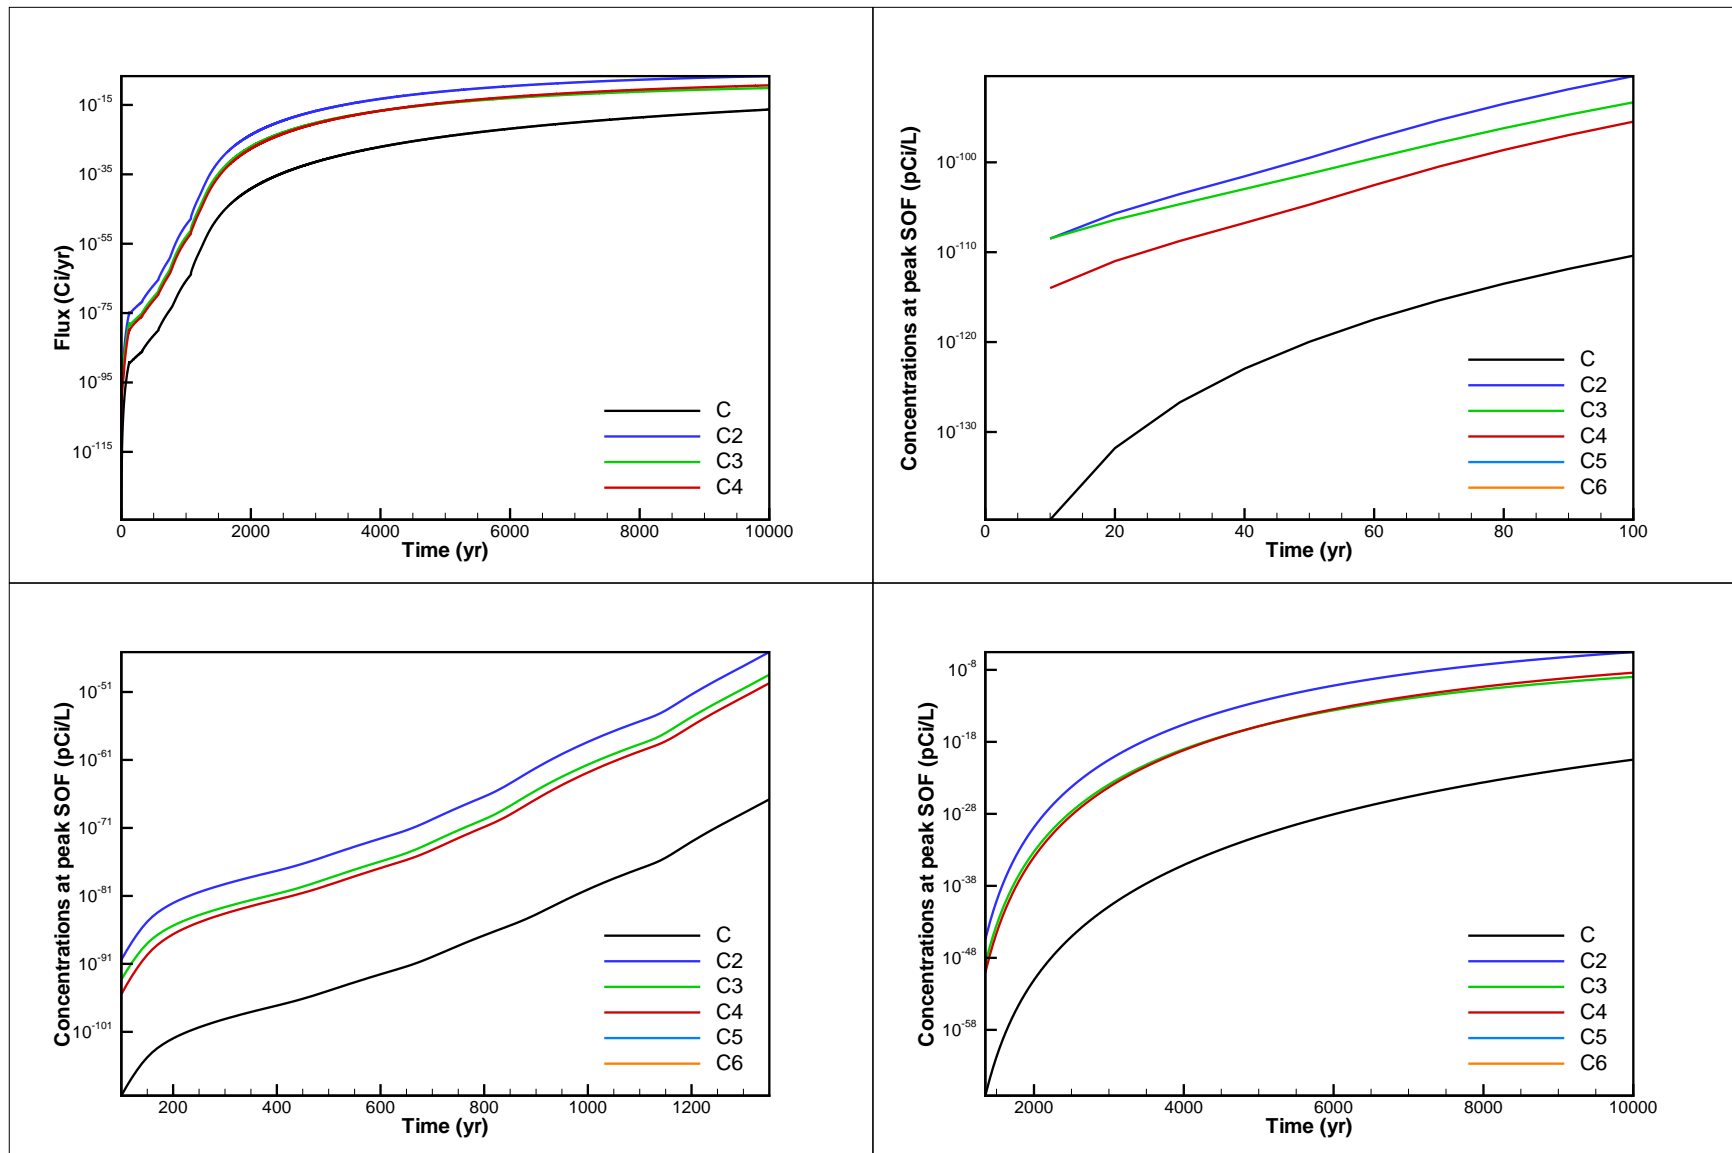 Flux (Ci/yr)
10^-15
10^-35
10^-55
10^-75
10^-95
10^-115
C
C2
C3
C4
0 2000 4000 6000 8000 10000
Time (yr)
Concentrations at peak SOF (pCi/L)
10^-100
10^-110
10^-120
10^-130
C
C2
C3
C4
C5
C6
0 20 40 60 80 100
Time (yr)
Concentrations at peak SOF (pCi/L)
10^-51
10^-61
10^-71
10^-81
10^-91
10^-101
C
C2
C3
C4
C5
C6
200 400 600 800 1000 1200
Time (yr)
Concentrations at peak SOF (pCi/L)
10^-8
10^-18
10^-28
10^-38
10^-48
10^-58
C
C2
C3
C4
C5
C6
2000 4000 6000 8000 10000
Time (yr)